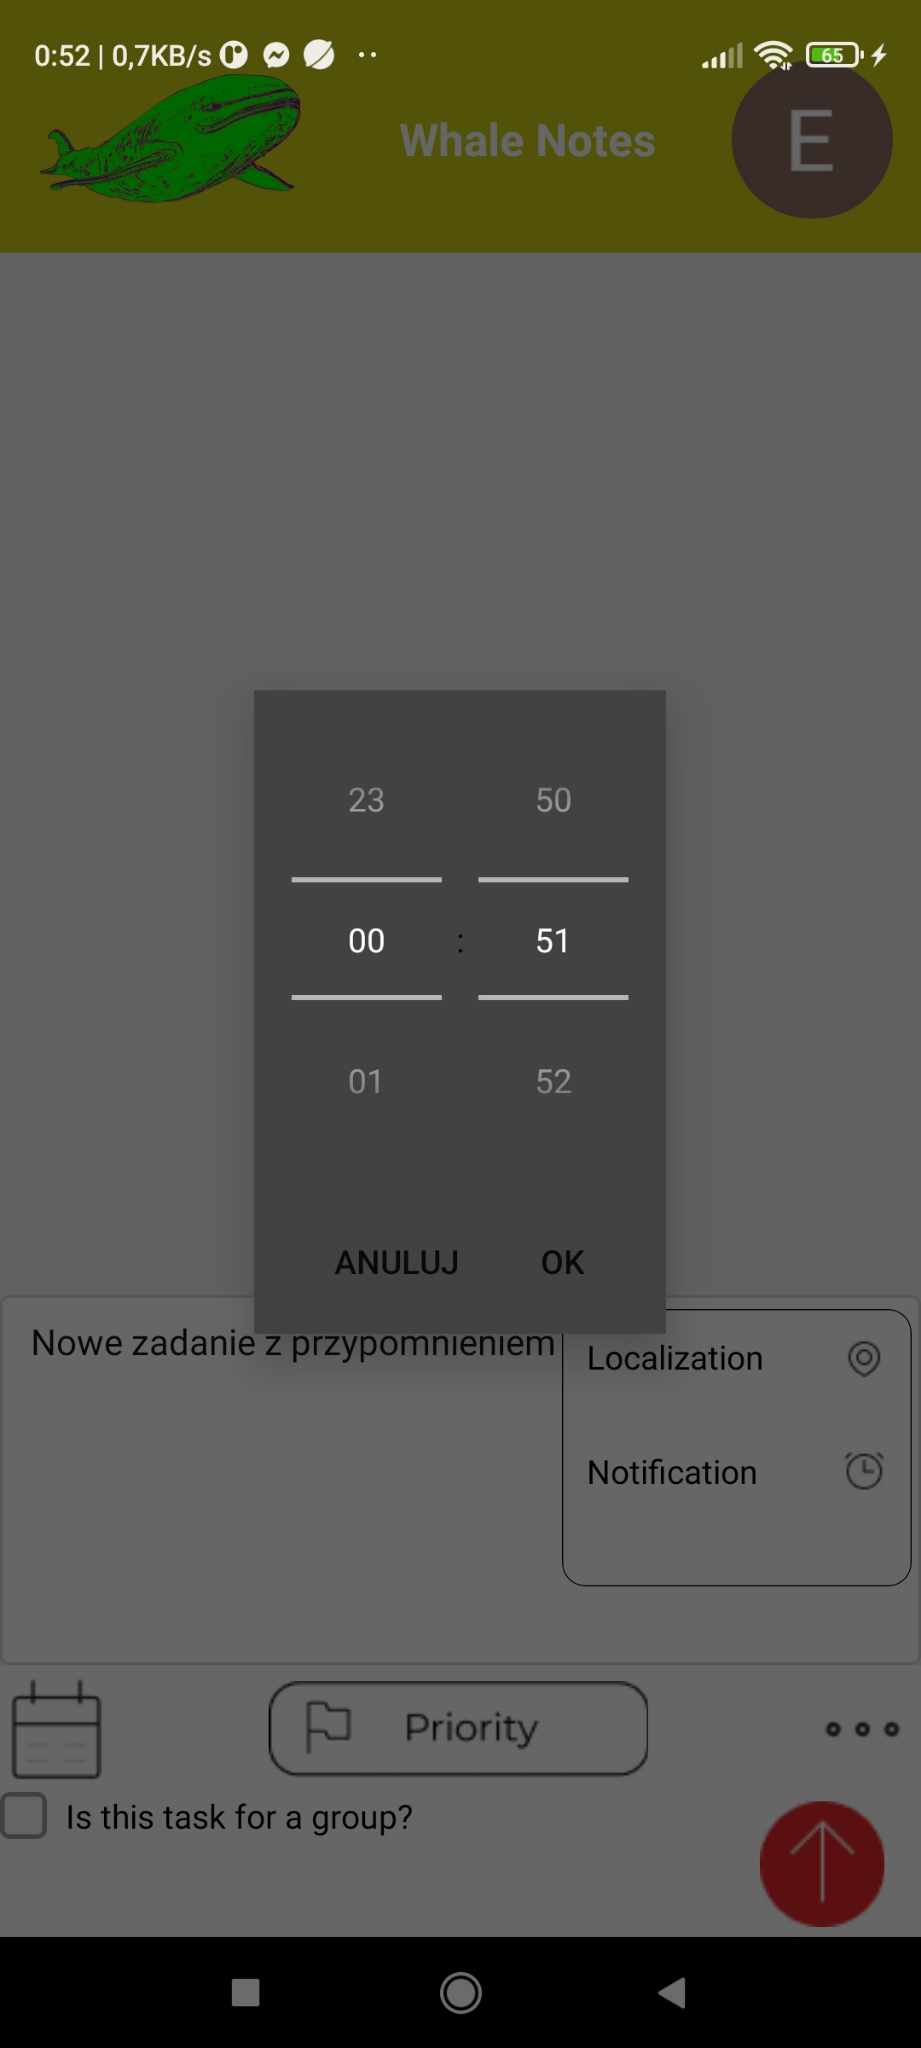 0:52 | 0,7KB/s
65
Whale Notes
E
23 50
00 : 51
01 52
ANULUJ OK
Nowe zadanie z przypomnieniem
Localization
Notification
Priority
Is this task for a group?